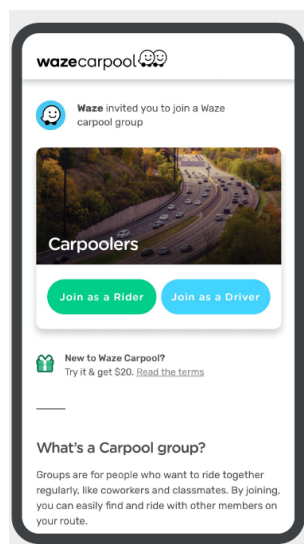 wazecarpool
Waze invited you to join a Waze
carpool group
Carpoolers
Join as a Rider
Join as a Driver
New to Waze Carpool?
Try it & get $20. Read the terms
What's a Carpool group?
Groups are for people who want to ride together
regularly, like coworkers and classmates. By joining,
you can easily find and ride with other members on
your route.